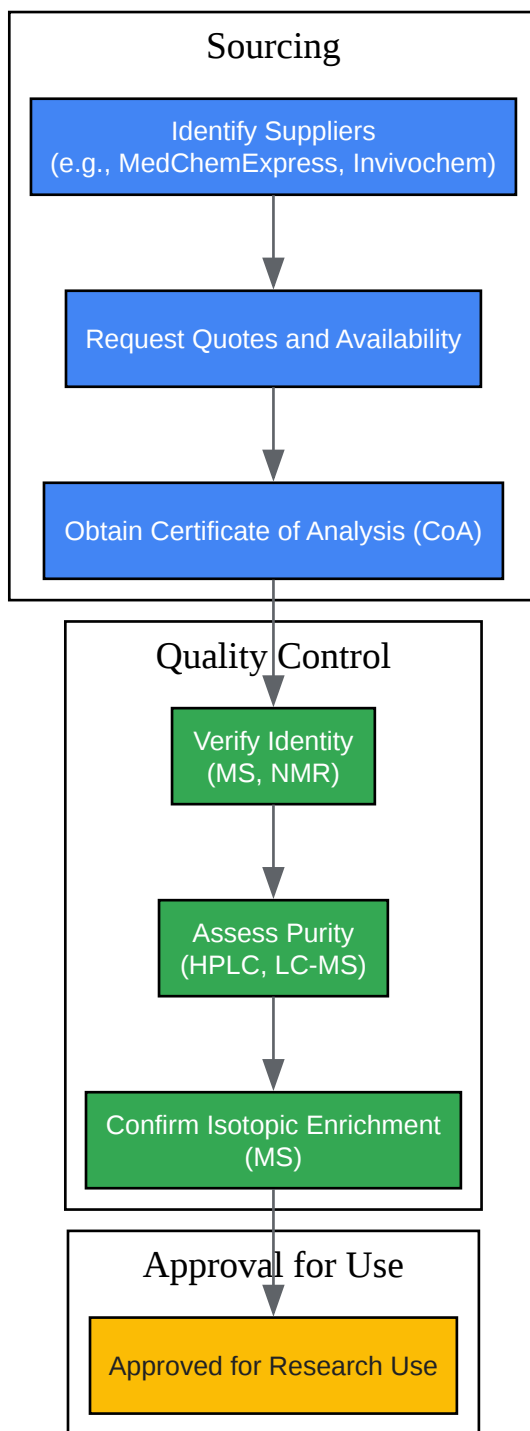 Sourcing
Identify Suppliers
(e.g., MedChemExpress, Invivochem)
Request Quotes and Availability
Obtain Certificate of Analysis (CoA)
Quality Control
Verify Identity
(MS, NMR)
Assess Purity
(HPLC, LC-MS)
Confirm Isotopic Enrichment
(MS)
Approval for Use
Approved for Research Use